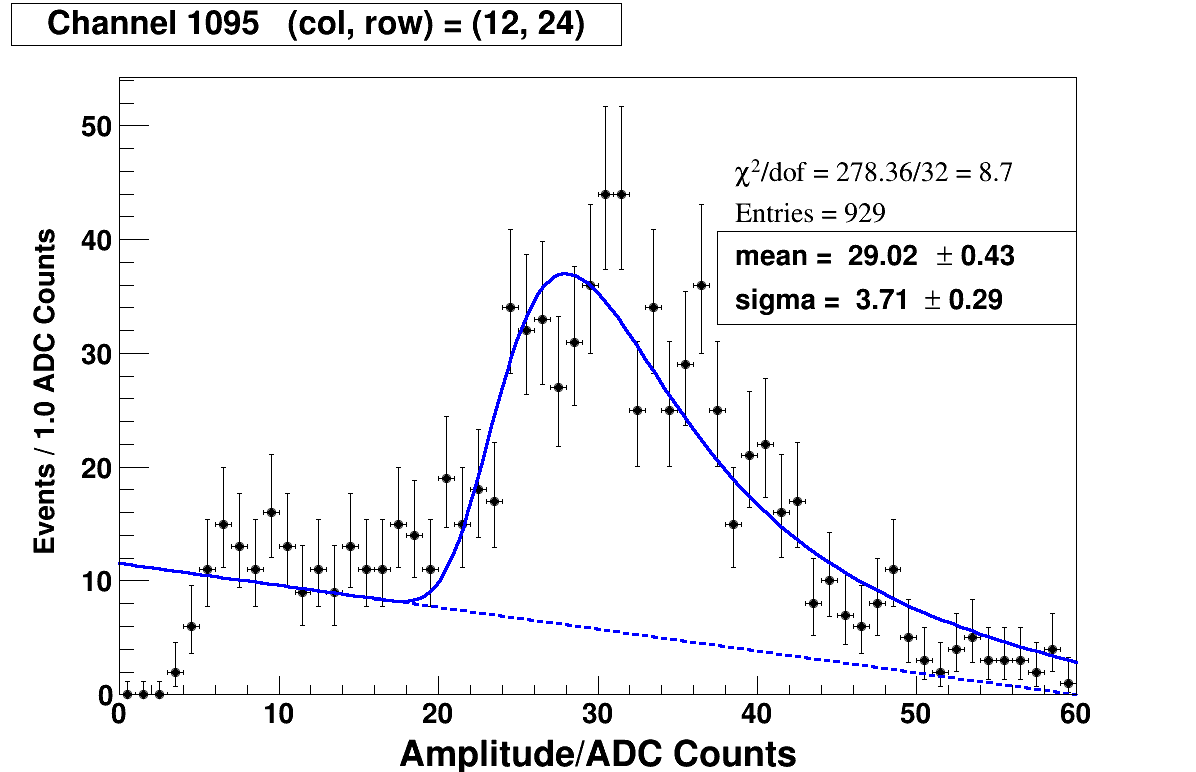 Channel 1095 (col, row) = (12, 24)
χ²/dof = 278.36/32 = 8.7
Entries = 929
mean = 29.02 ± 0.43
sigma = 3.71 ± 0.29
Events / 1.0 ADC Counts
50
40
30
20
10
0
0 10 20 30 40 50 60
Amplitude/ADC Counts